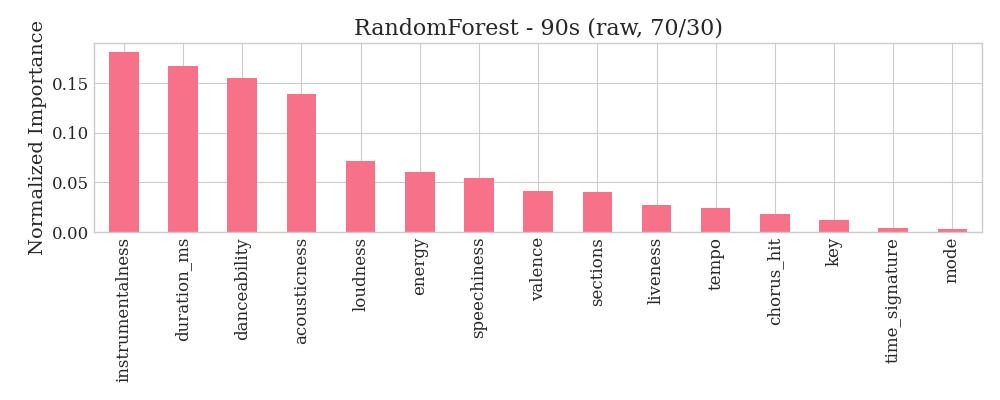 RandomForest - 90s (raw, 70/30)
Normalized Importance
0.15
0.10
0.05
0.00
instrumentalness
duration_ms
danceability
acousticness
loudness
energy
speechiness
valence
sections
liveness
tempo
chorus_hit
key
time_signature
mode